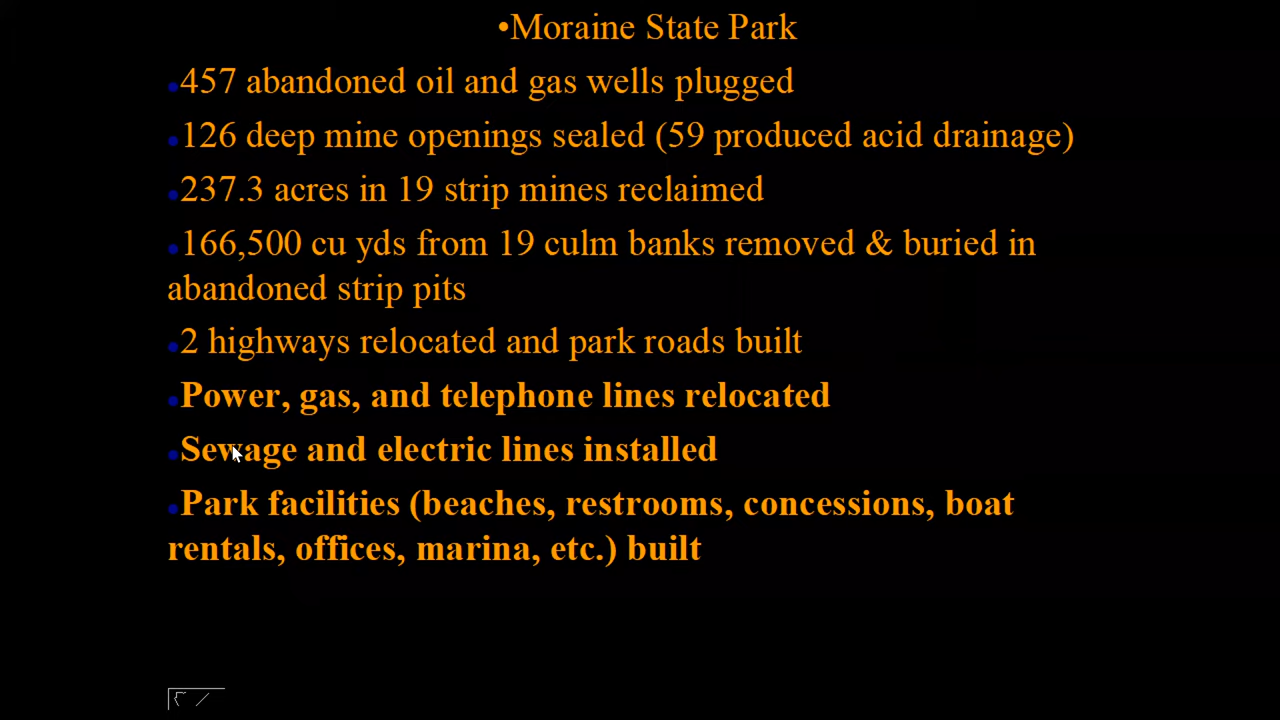 •Moraine State Park
•457 abandoned oil and gas wells plugged
•126 deep mine openings sealed (59 produced acid drainage)
•237.3 acres in 19 strip mines reclaimed
•166,500 cu yds from 19 culm banks removed & buried in
abandoned strip pits
•2 highways relocated and park roads built
•Power, gas, and telephone lines relocated
•Sewage and electric lines installed
•Park facilities (beaches, restrooms, concessions, boat
rentals, offices, marina, etc.) built